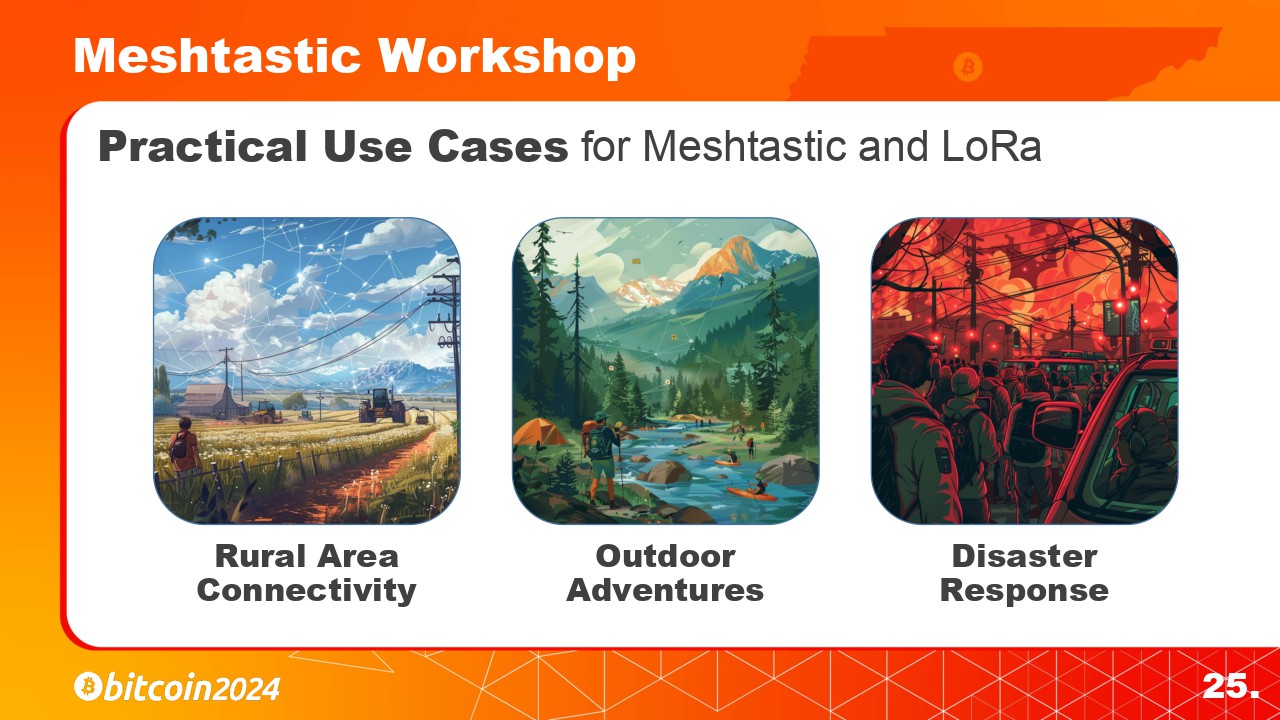 Meshtastic Workshop
Practical Use Cases for Meshtastic and LoRa
Rural Area
Connectivity
Outdoor
Adventures
Disaster
Response
bitcoin2024
25.